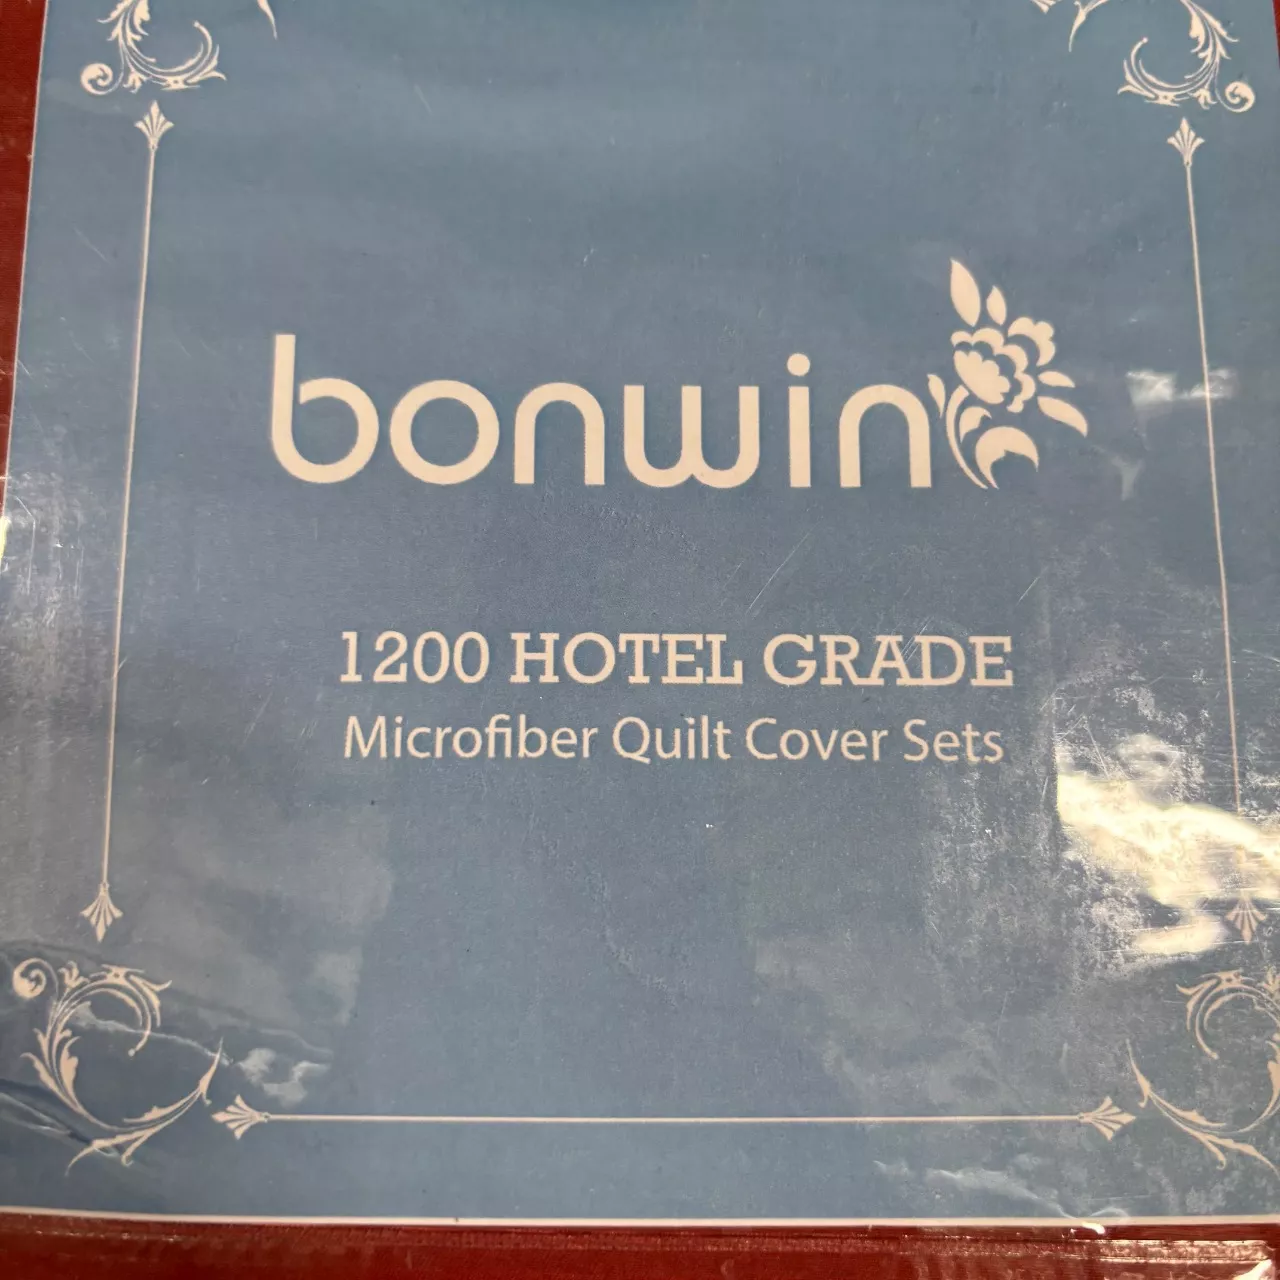 bonwin
1200 HOTEL GRADE
Microfiber Quilt Cover Sets